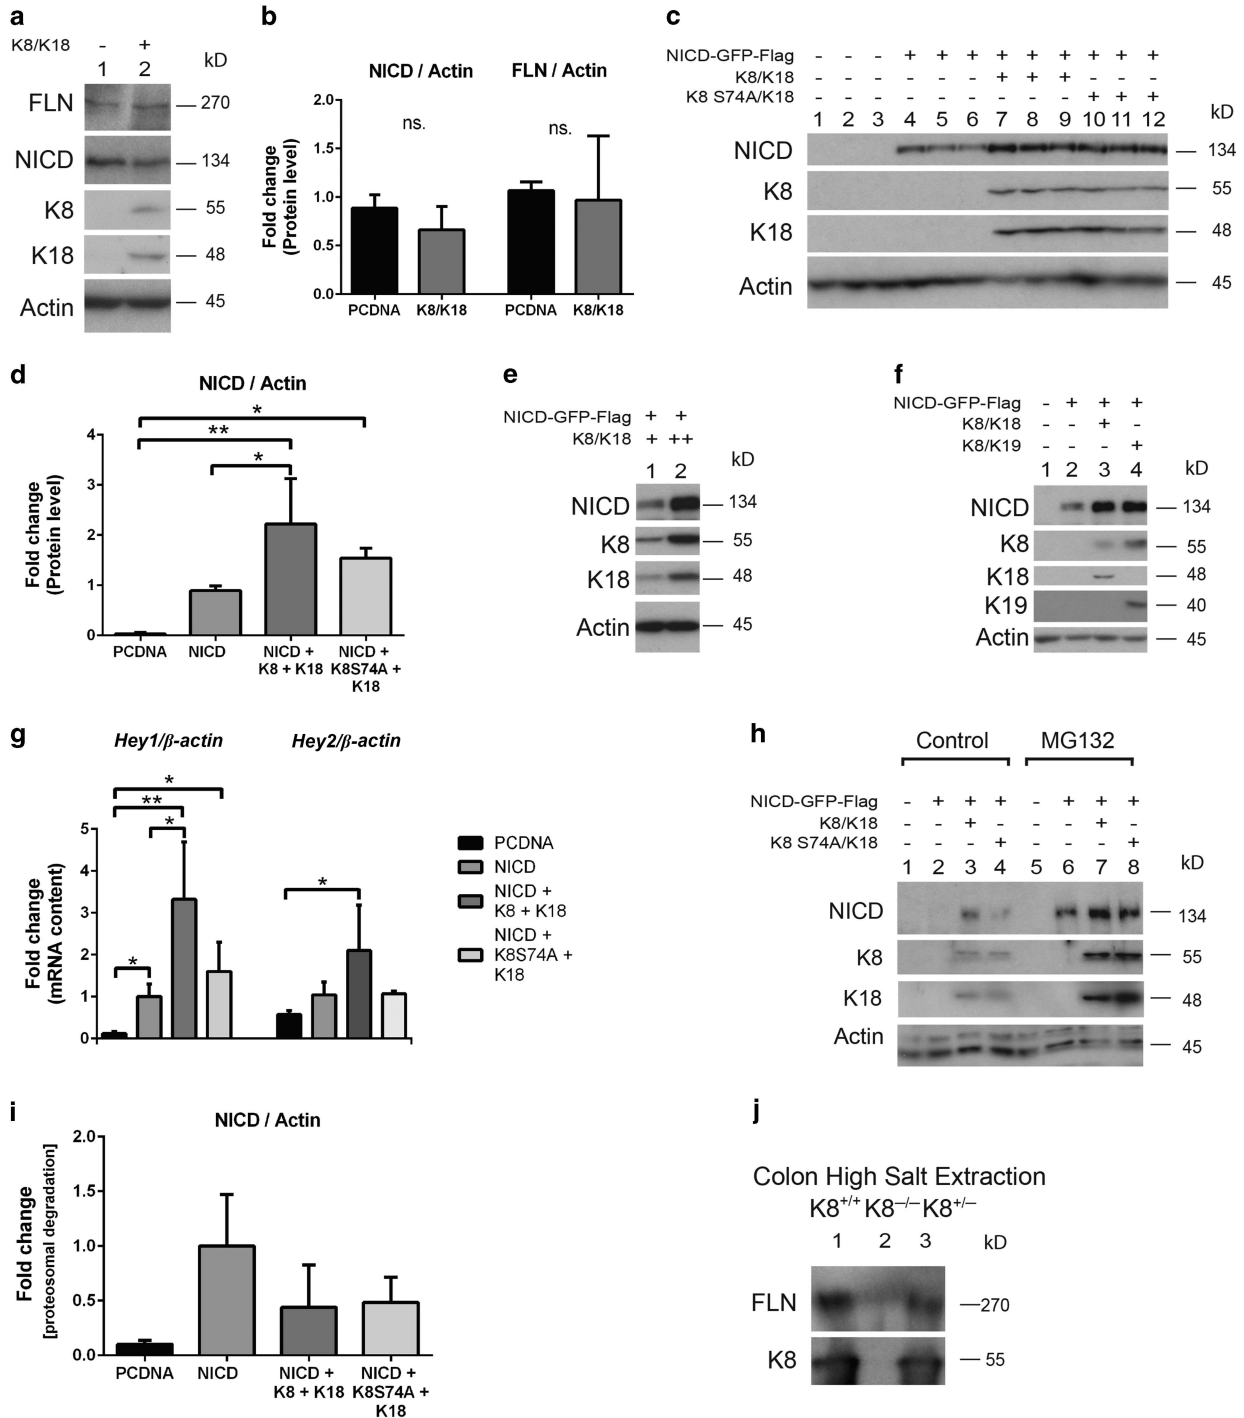 a
K8/K18 - +
1 2 kD
FLN 270
NICD 134
K8 55
K18 48
Actin 45
b
NICD / Actin FLN / Actin
Fold change
(Protein level)
2.0
1.5
1.0
0.5
0.0
ns. ns.
PCDNA K8/K18 PCDNA K8/K18
c
NICD-GFP-Flag - - - + + + + + + + + +
K8/K18 - - - - - - + + + - - -
K8 S74A/K18 - - - - - - - - - + + +
1 2 3 4 5 6 7 8 9 10 11 12 kD
NICD 134
K8 55
K18 48
Actin 45
d
NICD / Actin
Fold change
(Protein level)
4
3
2
1
0
*
**
*
PCDNA NICD NICD + NICD +
K8 + K18 K8S74A +
K18
e
NICD-GFP-Flag + +
K8/K18 + ++
1 2 kD
NICD 134
K8 55
K18 48
Actin 45
f
NICD-GFP-Flag - + + +
K8/K18 - - + -
K8/K19 - - - +
1 2 3 4 kD
NICD 134
K8 55
K18 48
K19 40
Actin 45
g
Hey1/β-actin Hey2/β-actin
Fold change
(mRNA content)
5
4
3
2
1
0
*
**
*
*
*
PCDNA
NICD
NICD +
K8 + K18
NICD +
K8S74A +
K18
h
Control MG132
NICD-GFP-Flag - + + + - + + +
K8/K18 - - + - - - + -
K8 S74A/K18 - - - + - - - +
1 2 3 4 5 6 7 8 kD
NICD 134
K8 55
K18 48
Actin 45
i
NICD / Actin
Fold change
[proteosomal degradation]
2.0
1.5
1.0
0.5
0.0
PCDNA NICD NICD + NICD +
K8 + K18 K8S74A +
K18
j
Colon High Salt Extraction
K8+/+ K8–/– K8+/–
1 2 3 kD
FLN 270
K8 55